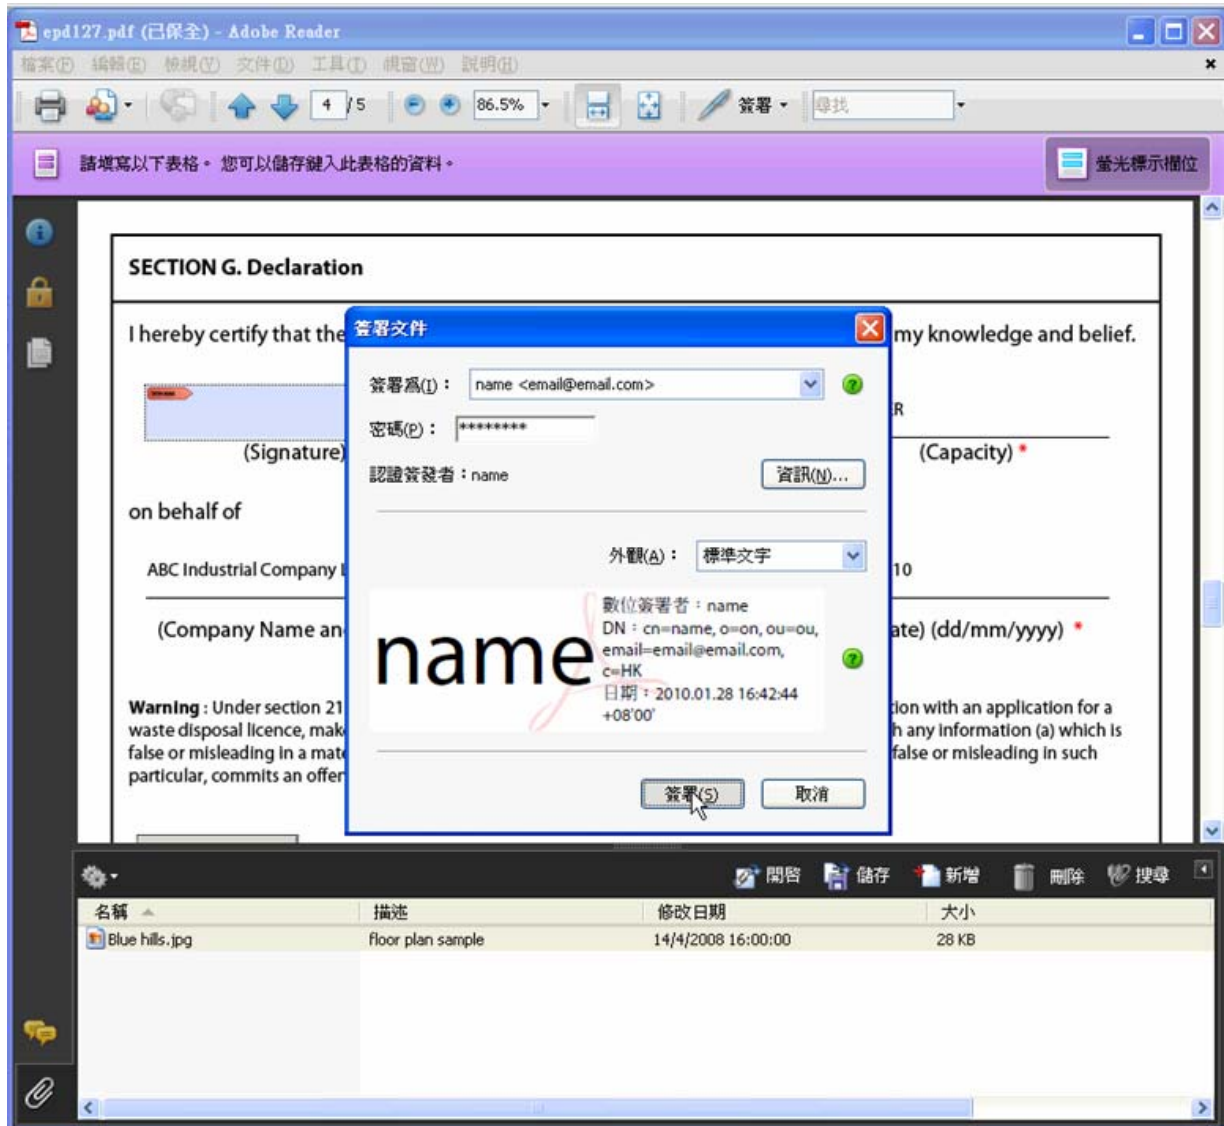 epd127.pdf (已保全) - Adobe Reader
檔案(F) 編輯(E) 檢視(V) 文件(D) 工具(T) 視窗(W) 說明(H)
4 / 5 86.5% 簽署 尋找
請填寫以下表格。 您可以儲存鍵入此表格的資料。 螢光標示欄位
SECTION G. Declaration
I hereby certify that the my knowledge and belief.
簽署文件
簽署為(I)： name <email@email.com>
密碼(P)： ********
認證簽發者：name 資訊(N)...
外觀(A)： 標準文字
name
數位簽署者：name
DN：cn=name, o=on, ou=ou,
email=email@email.com,
c=HK
日期：2010.01.28 16:42:44
+08'00'
簽署(S) 取消
R
(Signature) (Capacity) *
on behalf of
ABC Industrial Company L 10
(Company Name an ate) (dd/mm/yyyy) *
Warning : Under section 21 tion with an application for a
waste disposal licence, mak h any information (a) which is
false or misleading in a mate false or misleading in such
particular, commits an offen
開啓 儲存 新增 刪除 搜尋
名稱 描述 修改日期 大小
Blue hills.jpg floor plan sample 14/4/2008 16:00:00 28 KB